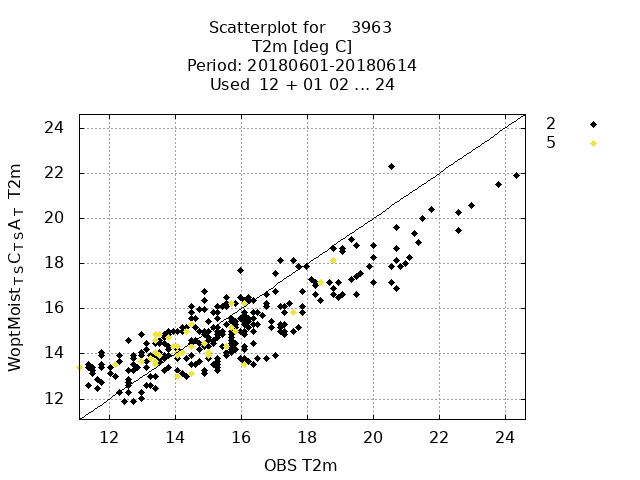 Scatterplot for 3963
T2m [deg C]
Period: 20180601-20180614
Used 12 + 01 02 ... 24
2
5
WoptMoist_TSC_TSA_T T2m
24
22
20
18
16
14
12
12 14 16 18 20 22 24
OBS T2m